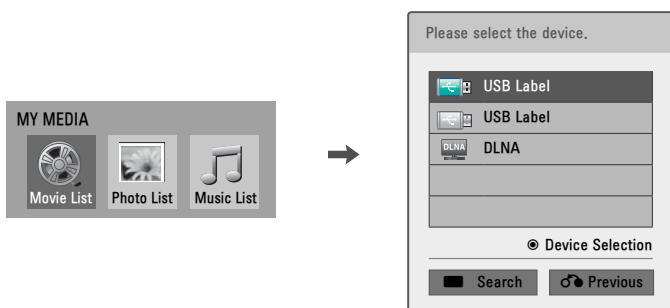 MY MEDIA
Movie List
Photo List
Music List
Please select the device.
USB Label
USB Label
DLNA DLNA
◉ Device Selection
Search
Previous